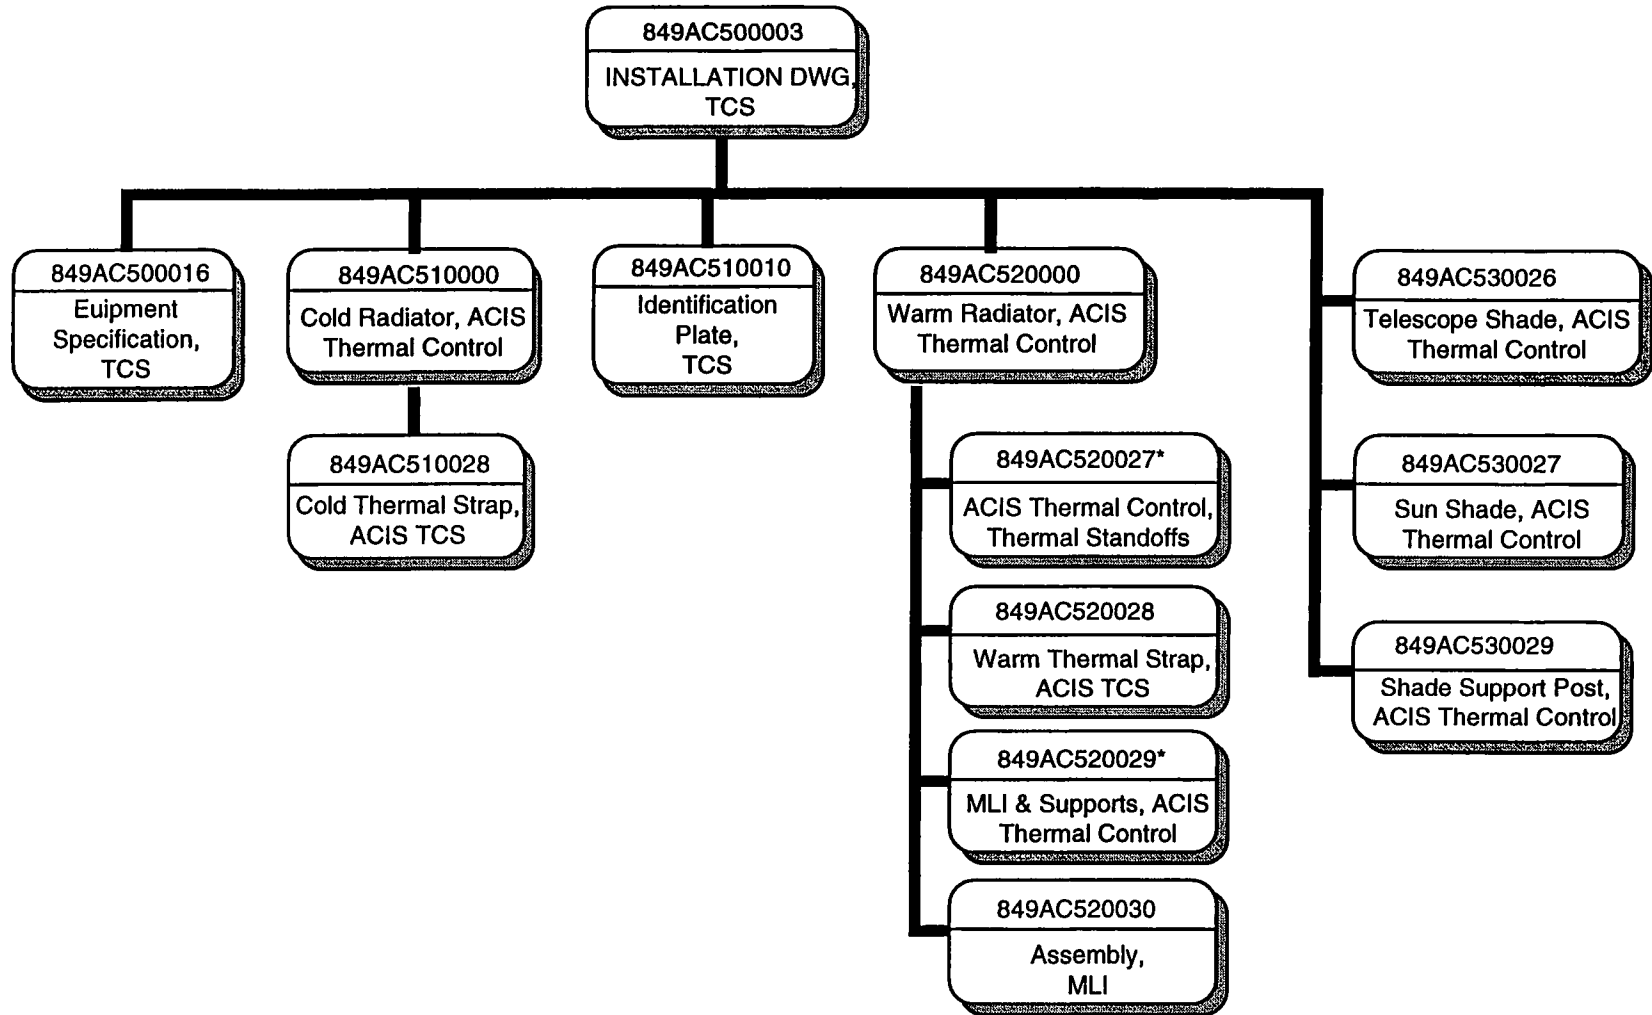 849AC500003
INSTALLATION DWG,
TCS
849AC500016
Euipment
Specification,
TCS
849AC510000
Cold Radiator, ACIS
Thermal Control
849AC510028
Cold Thermal Strap,
ACIS TCS
849AC510010
Identification
Plate,
TCS
849AC520000
Warm Radiator, ACIS
Thermal Control
849AC520027*
ACIS Thermal Control,
Thermal Standoffs
849AC520028
Warm Thermal Strap,
ACIS TCS
849AC520029*
MLI & Supports, ACIS
Thermal Control
849AC520030
Assembly,
MLI
849AC530026
Telescope Shade, ACIS
Thermal Control
849AC530027
Sun Shade, ACIS
Thermal Control
849AC530029
Shade Support Post,
ACIS Thermal Control